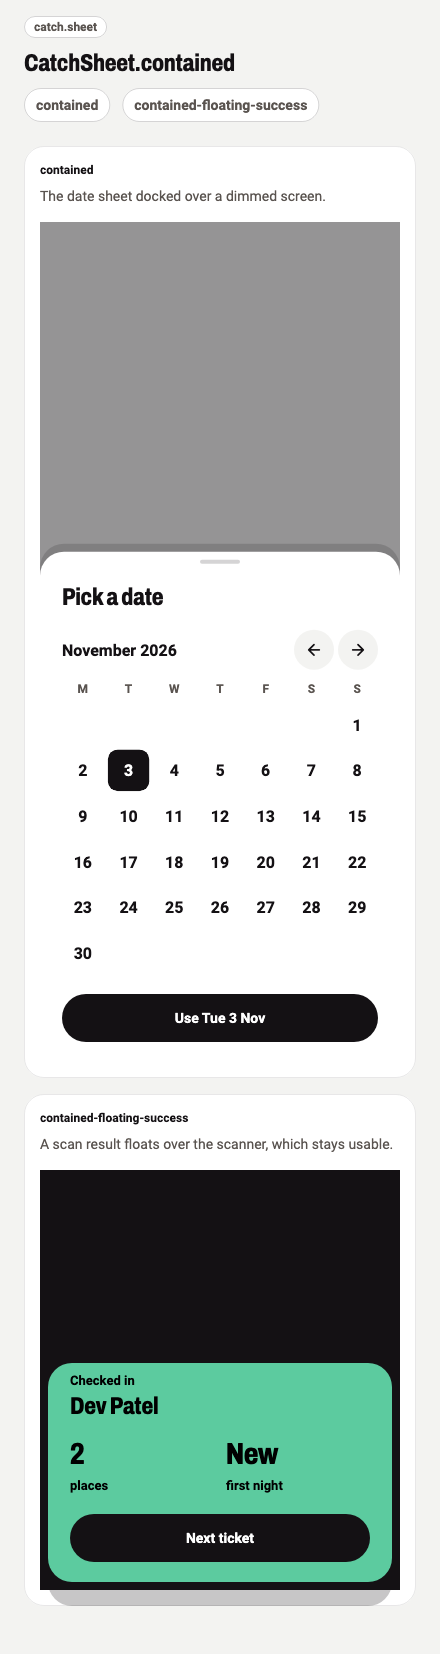 catch.sheet
CatchSheet.contained
contained contained-floating-success
contained
The date sheet docked over a dimmed screen.
Pick a date
November 2026
M T W T F S S
1
2 3 4 5 6 7 8
9 10 11 12 13 14 15
16 17 18 19 20 21 22
23 24 25 26 27 28 29
30
Use Tue 3 Nov
contained-floating-success
A scan result floats over the scanner, which stays usable.
Checked in
Dev Patel
2 New
places first night
Next ticket